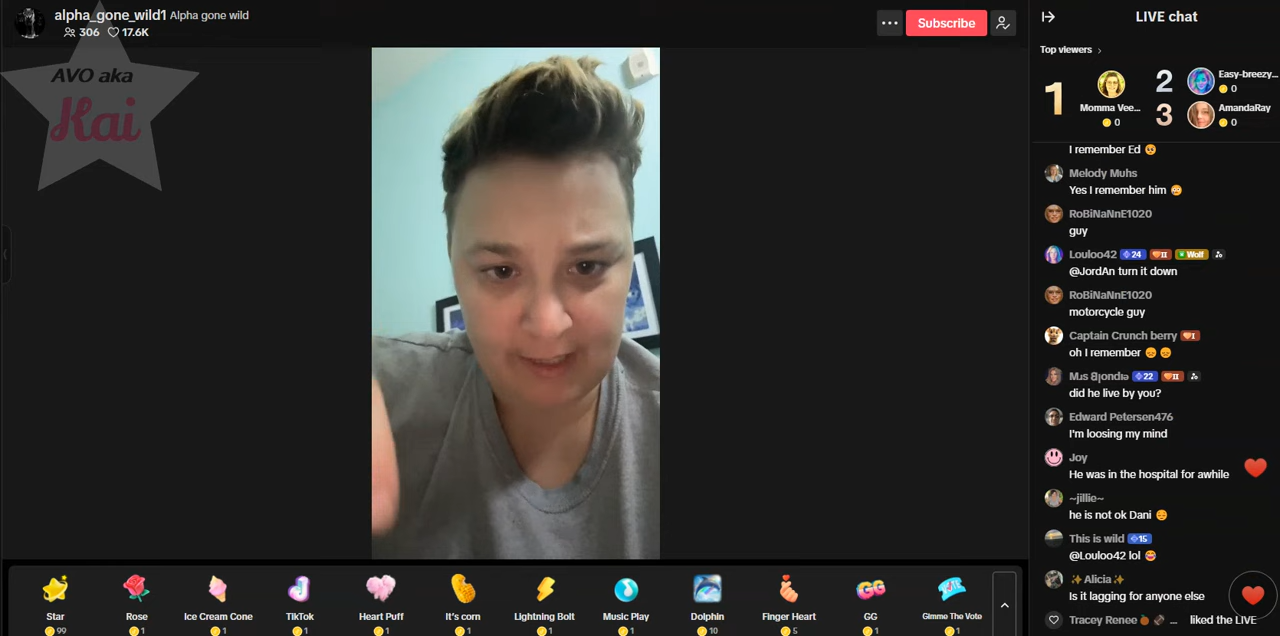 alpha_gone_wild1 Alpha gone wild
306 17.6K
Subscribe
AVO aka
Kai
LIVE chat
Top viewers
1
Momma Vee...
0
2
Easy-breezy...
0
3
AmandaRay
0
I remember Ed
Melody Muhs
Yes I remember him
RoBiNaNnE1020
guy
Louloo42 24 II Wolf
@JordAn turn it down
RoBiNaNnE1020
motorcycle guy
Captain Crunch berry I
oh I remember
22 II
did he live by you?
Edward Petersen476
I'm loosing my mind
Joy
He was in the hospital for awhile
~jillie~
he is not ok Dani
This is wild 15
@Louloo42 lol
Alicia
Is it lagging for anyone else
Tracey Renee ... liked the LIVE
Star Rose Ice Cream Cone TikTok Heart Puff It's corn Lightning Bolt Music Play Dolphin Finger Heart GG Gimme The Vote
99 1 1 1 1 1 1 1 10 5 1 1